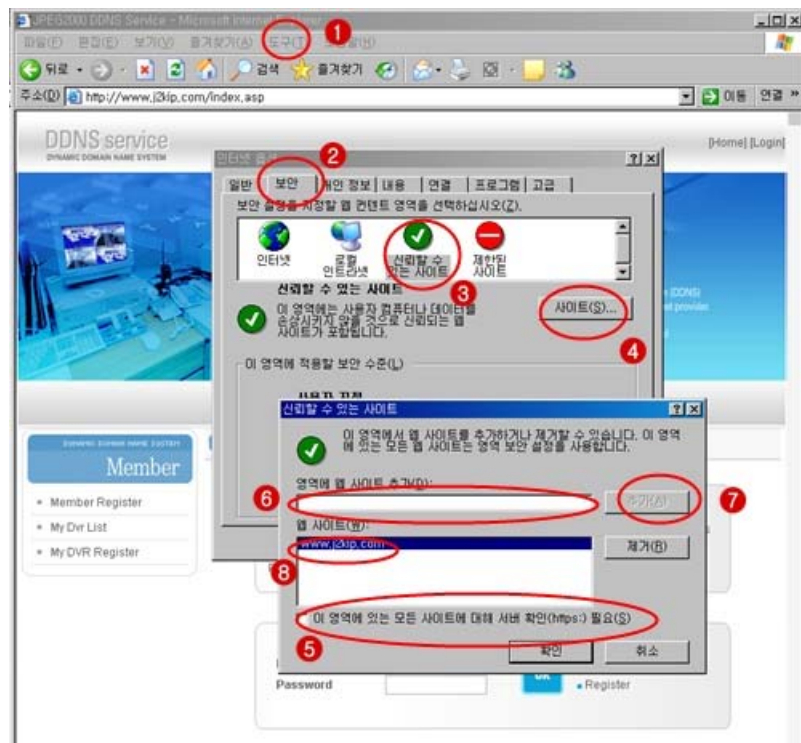 JPEG2000 DDNS Service - Microsoft Internet Explorer
1
파일(F) 편집(E) 보기(V) 즐겨찾기(A) 도구(T)
뒤로 검색 즐겨찾기
주소(D) http://www.j2kip.com/index.asp 이동 연결 »
DDNS service
DYNAMIC DOMAIN NAME SYSTEM
[Home] [Login]
인터넷 옵션
2
일반 보안 개인 정보 내용 연결 프로그램 고급
보안 설정을 지정할 웹 컨텐트 영역을 선택하십시오(Z).
인터넷
로컬 인트라넷
신뢰할 수 있는 사이트
제한된 사이트
3
신뢰할 수 있는 사이트
이 영역에는 사용자 컴퓨터나 데이터를
손상시키지 않을 것으로 신뢰되는 웹
사이트가 포함됩니다.
사이트(S)...
4
(DDNS)
provider.
이 영역에 적용할 보안 수준(L)
사용자 지정
신뢰할 수 있는 사이트
이 영역에서 웹 사이트를 추가하거나 제거할 수 있습니다. 이 영역
에 있는 모든 웹 사이트는 영역 보안 설정을 사용합니다.
영역에 웹 사이트 추가(D):
6
추가(A)
7
웹 사이트(W):
www.j2kip.com
제거(R)
8
이 영역에 있는 모든 사이트에 대해 서버 확인(https:) 필요(S)
5
확인 취소
DYNAMIC DOMAIN NAME SYSTEM
Member
Member Register
My Dvr List
My DVR Register
Password
OK
Register